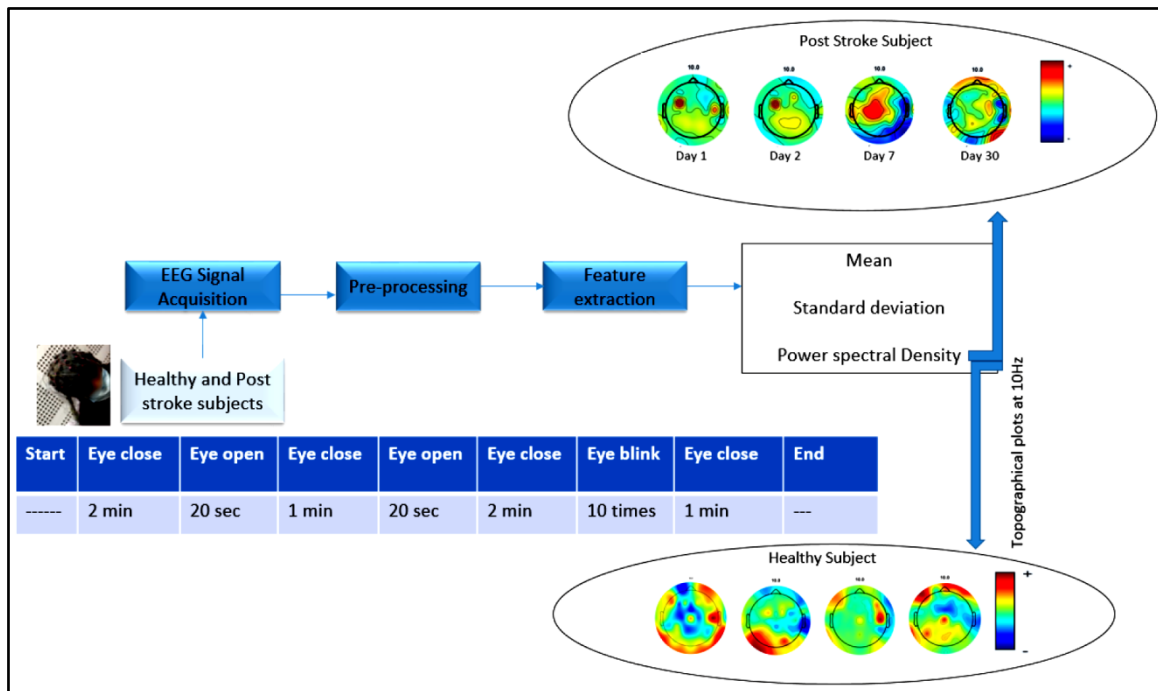 Post Stroke Subject
10.0 10.0 10.0 10.0
+
-
Day 1 Day 2 Day 7 Day 30
EEG Signal
Acquisition
Pre-processing
Feature
extraction
Mean
Standard deviation
Power spectral Density
Healthy and Post
stroke subjects
Topographical plots at 10Hz
Start Eye close Eye open Eye close Eye open Eye close Eye blink Eye close End
------ 2 min 20 sec 1 min 20 sec 2 min 10 times 1 min ---
Healthy Subject
10.0 10.0 10.0
+
-